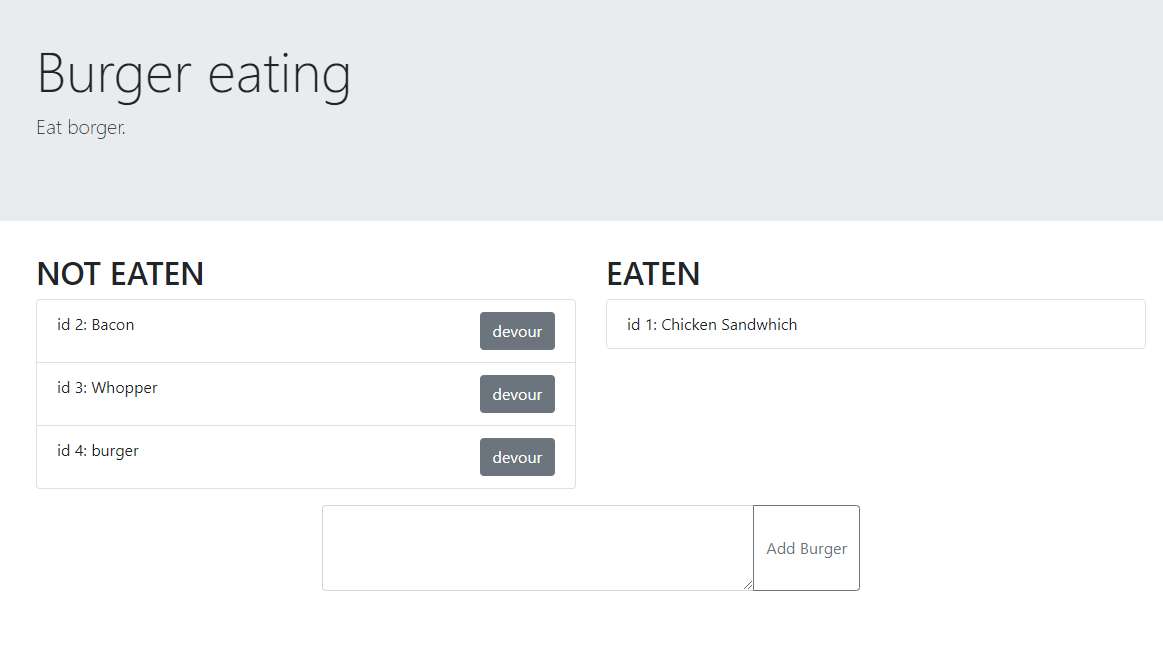 Burger eating
Eat borger.
NOT EATEN
id 2: Bacon
devour
id 3: Whopper
devour
id 4: burger
devour
EATEN
id 1: Chicken Sandwhich
Add Burger